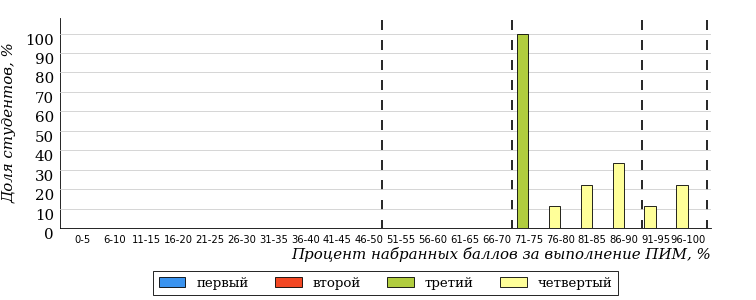 Доля студентов, %
100
90
80
70
60
50
40
30
20
10
0
0-5 6-10 11-15 16-20 21-25 26-30 31-35 36-40 41-45 46-50 51-55 56-60 61-65 66-70 71-75 76-80 81-85 86-90 91-95 96-100
Процент набранных баллов за выполнение ПИМ, %
первый второй третий четвертый